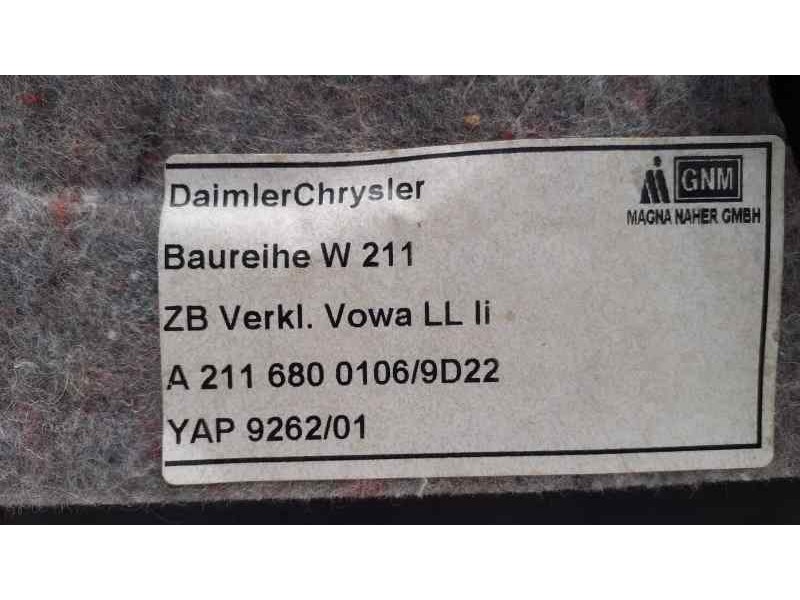 DaimlerChrysler
GNM
MAGNA NAHER GMBH
Baureihe W 211
ZB Verkl. Vowa LL li
A 211 680 0106/9D22
YAP 9262/01